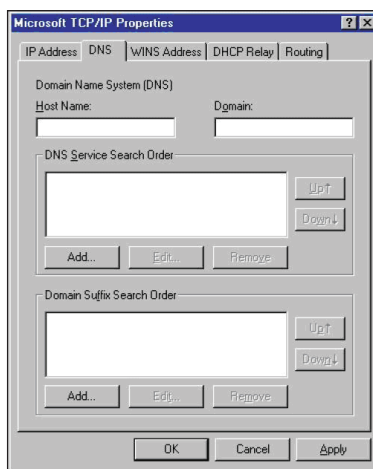 Microsoft TCP/IP Properties ? X
IP Address DNS WINS Address DHCP Relay Routing
Domain Name System (DNS)
Host Name: Domain:
DNS Service Search Order
Up↑
Down↓
Add... Edit... Remove
Domain Suffix Search Order
Up↑
Down↓
Add... Edit... Remove
OK Cancel Apply